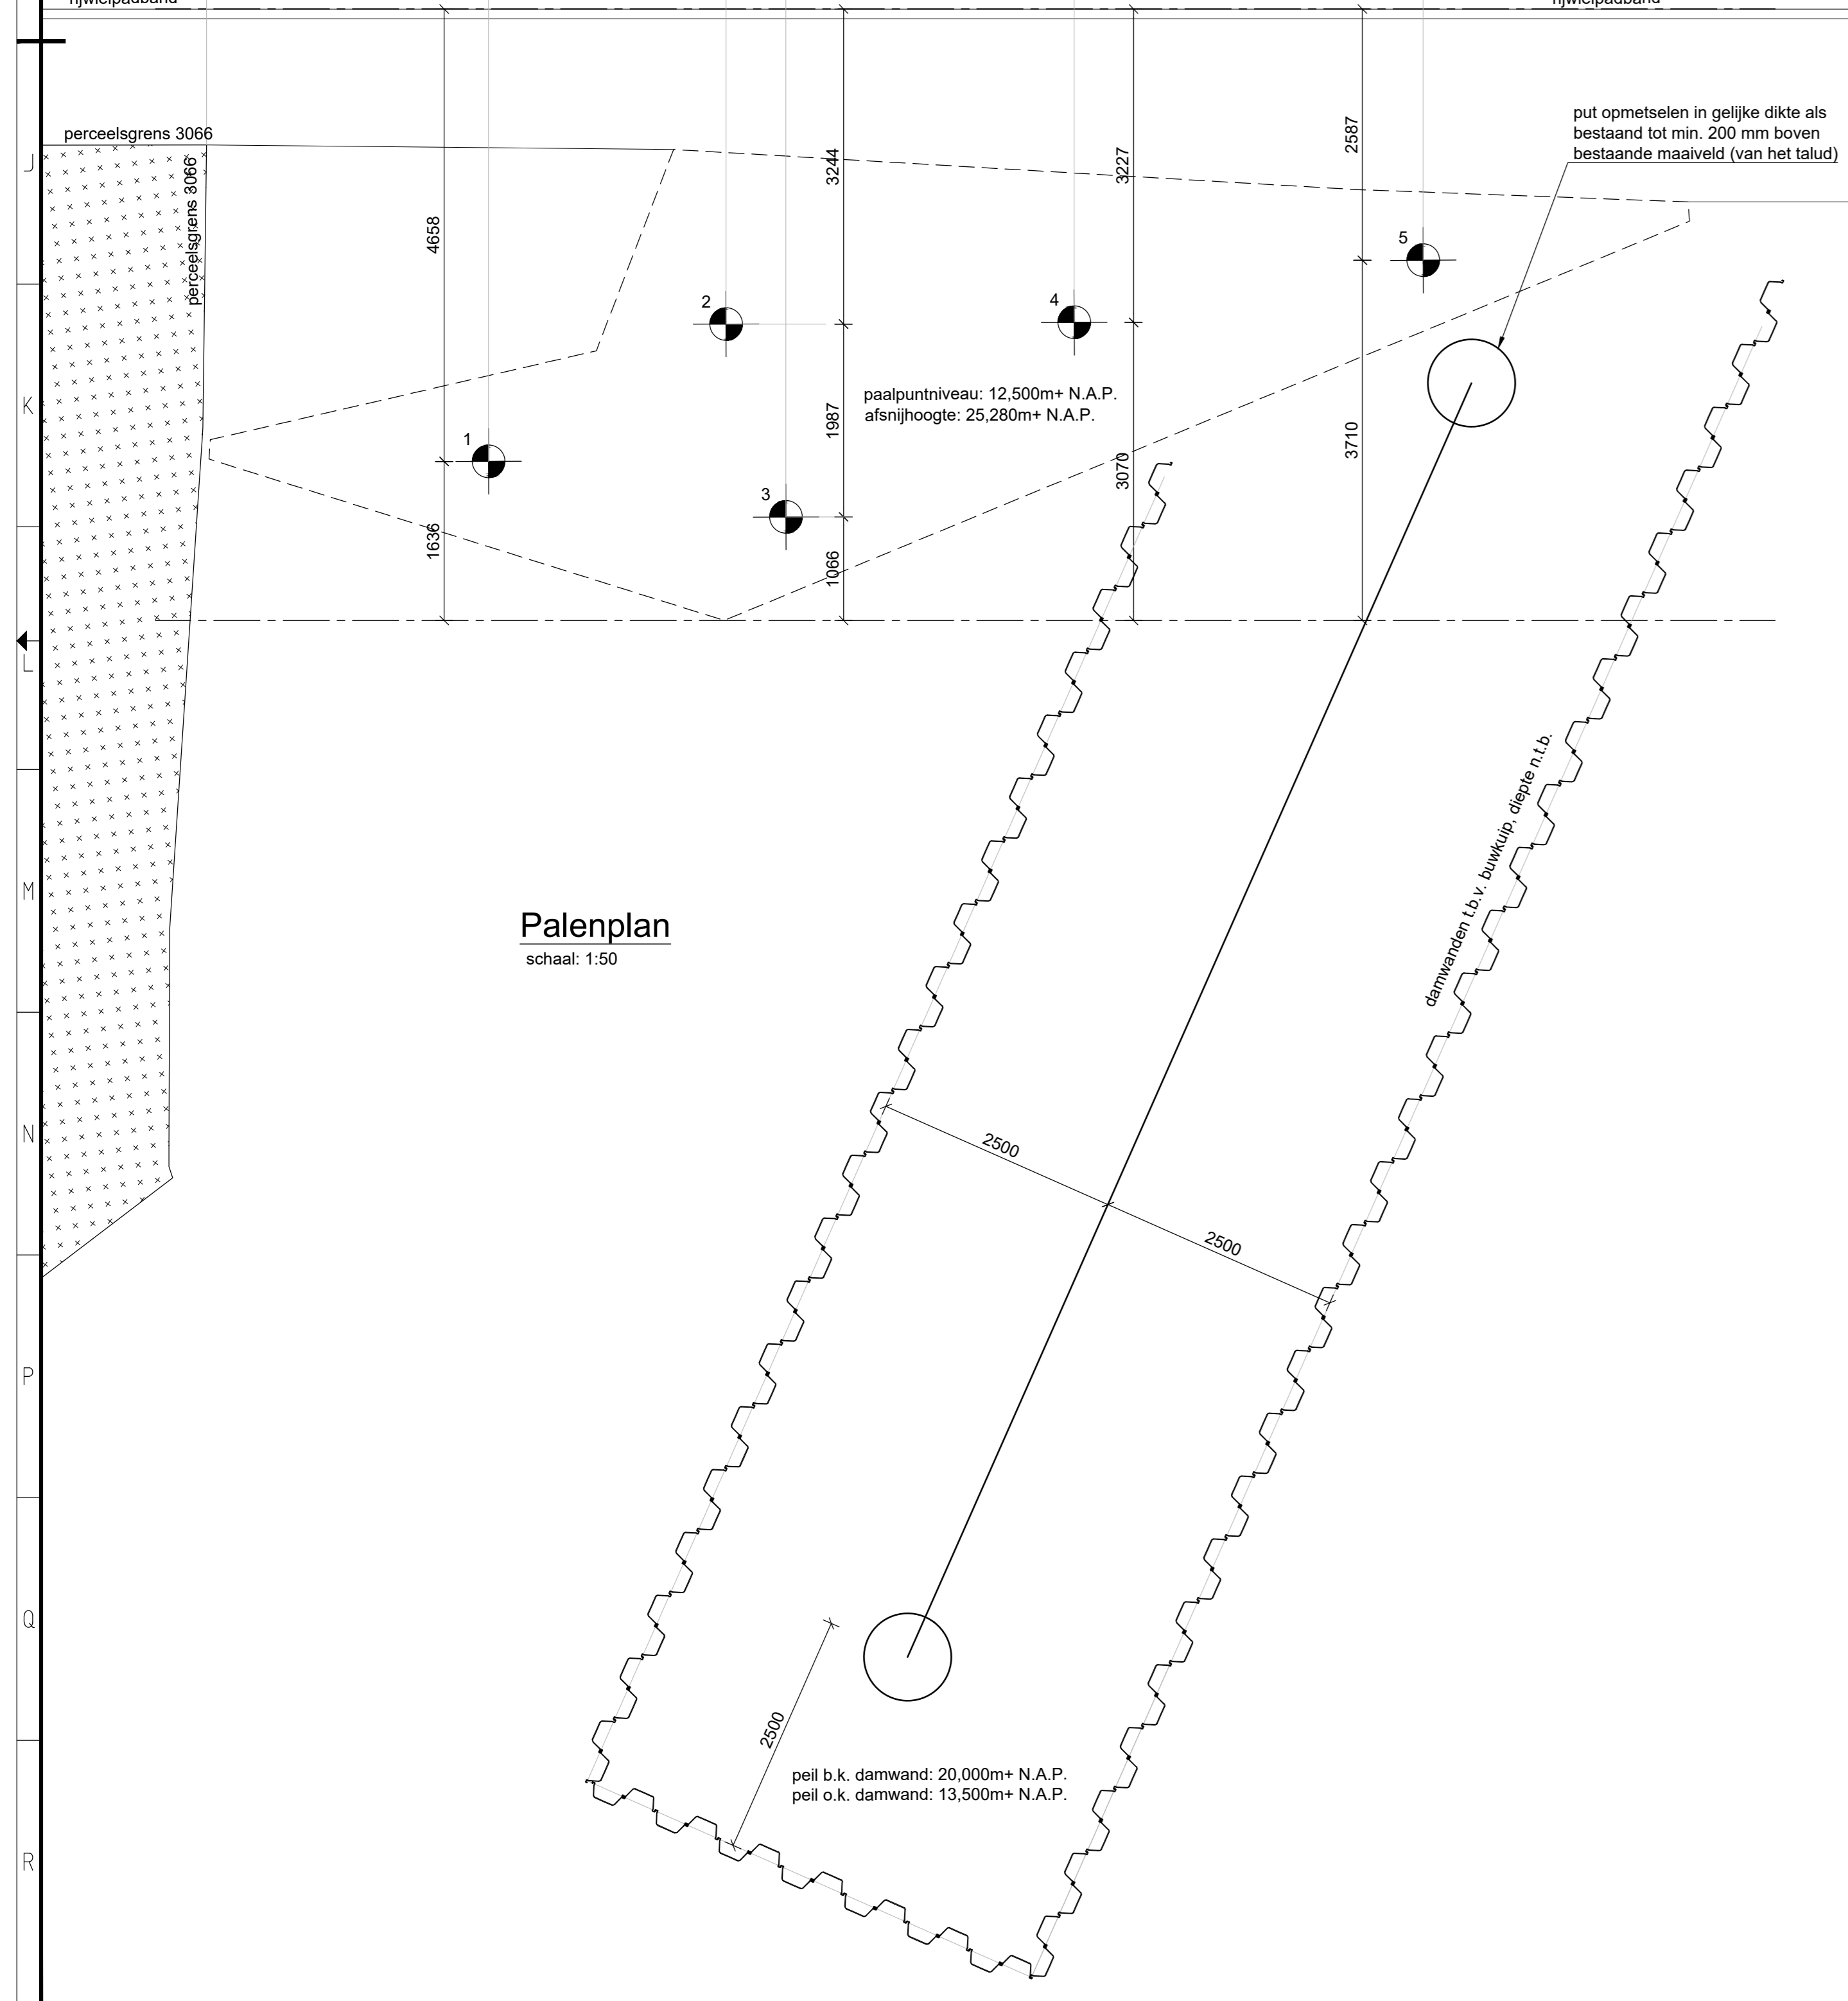 rijwielpadband
rijwielpadband
perceelsgrens 3066
perceelsgrens 3066
put opmetselen in gelijke dikte als
bestaand tot min. 200 mm boven
bestaande maaiveld (van het talud)
J
4658
3244
3227
2587
5
2
4
K
paalpuntniveau: 12,500m+ N.A.P.
afsnijhoogte: 25,280m+ N.A.P.
1987
3710
1
3070
3
1636
1066
L
damwanden t.b.v. buwkuip, diepte n.t.b.
M
Palenplan
schaal: 1:50
N
2500
2500
P
Q
2500
peil b.k. damwand: 20,000m+ N.A.P.
peil o.k. damwand: 13,500m+ N.A.P.
R